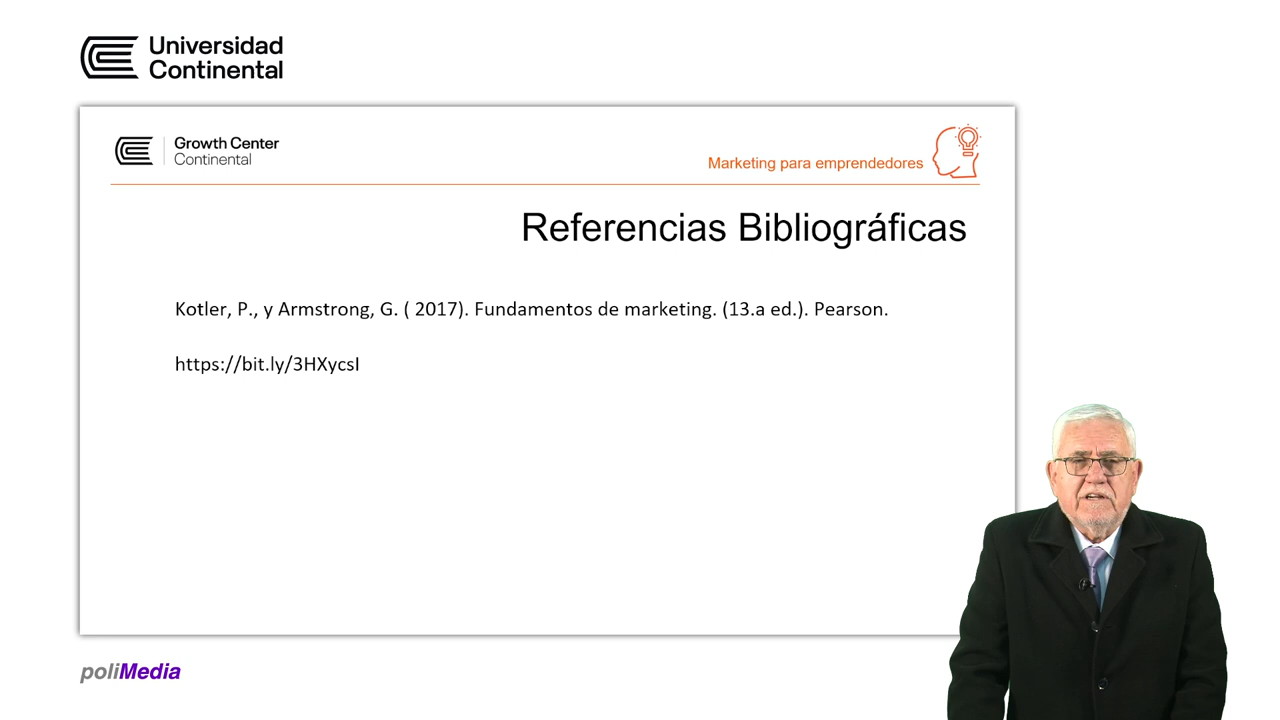 Universidad
Continental
Growth Center
Continental
Marketing para emprendedores
Referencias Bibliográficas
Kotler, P., y Armstrong, G. ( 2017). Fundamentos de marketing. (13.a ed.). Pearson.
https://bit.ly/3HXycsI
poliMedia